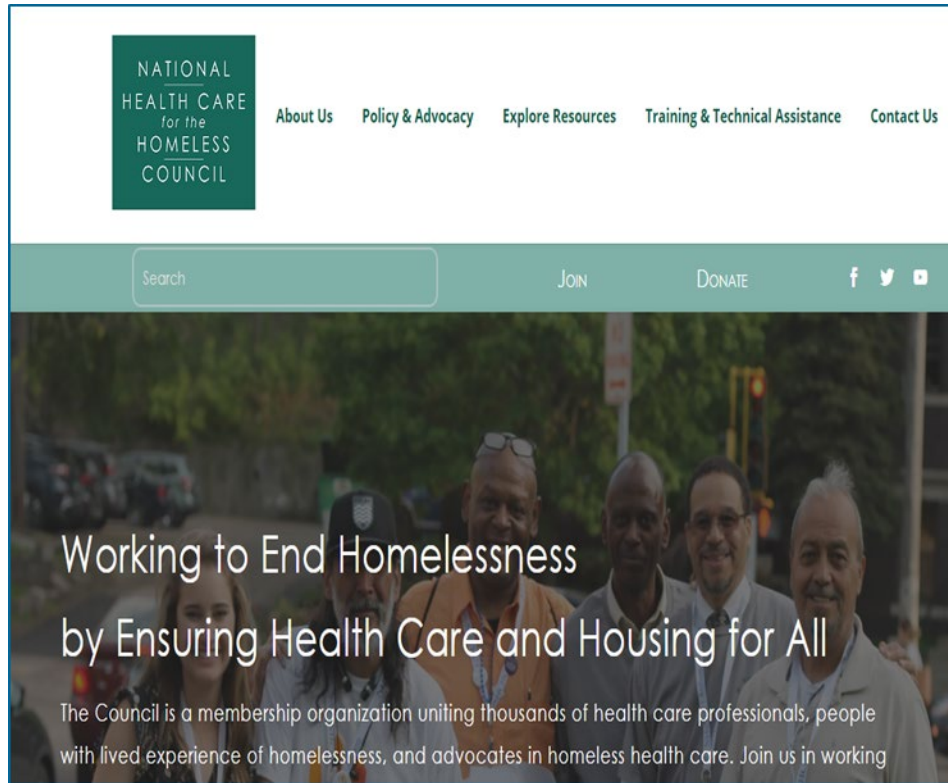 NATIONAL
HEALTH CARE
for the
HOMELESS
COUNCIL
About Us Policy & Advocacy Explore Resources Training & Technical Assistance Contact Us
Search JOIN DONATE
Working to End Homelessness
by Ensuring Health Care and Housing for All
The Council is a membership organization uniting thousands of health care professionals, people
with lived experience of homelessness, and advocates in homeless health care. Join us in working